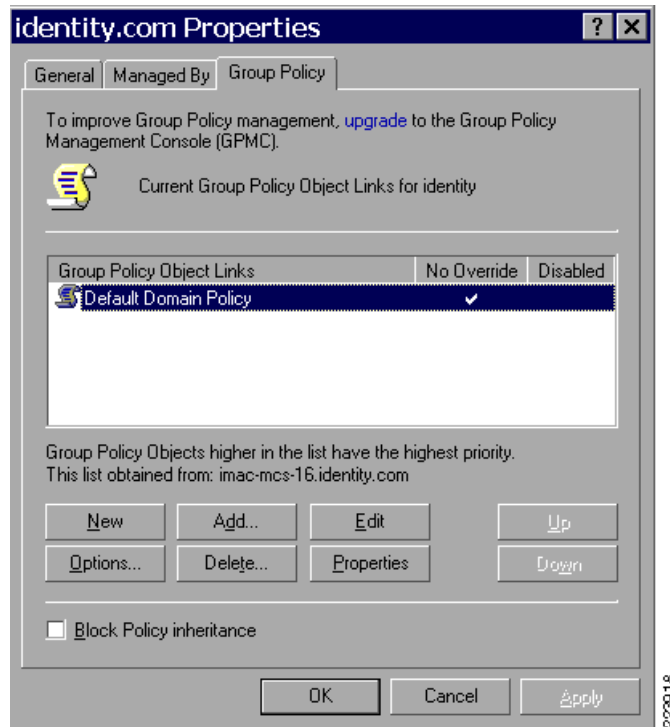 identity.com Properties
General Managed By Group Policy
To improve Group Policy management, upgrade to the Group Policy
Management Console (GPMC).
Current Group Policy Object Links for identity
Group Policy Object Links No Override Disabled
Default Domain Policy
Group Policy Objects higher in the list have the highest priority.
This list obtained from: imac-mcs-16.identity.com
New Add... Edit Up
Options... Delete... Properties Down
Block Policy inheritance
OK Cancel Apply